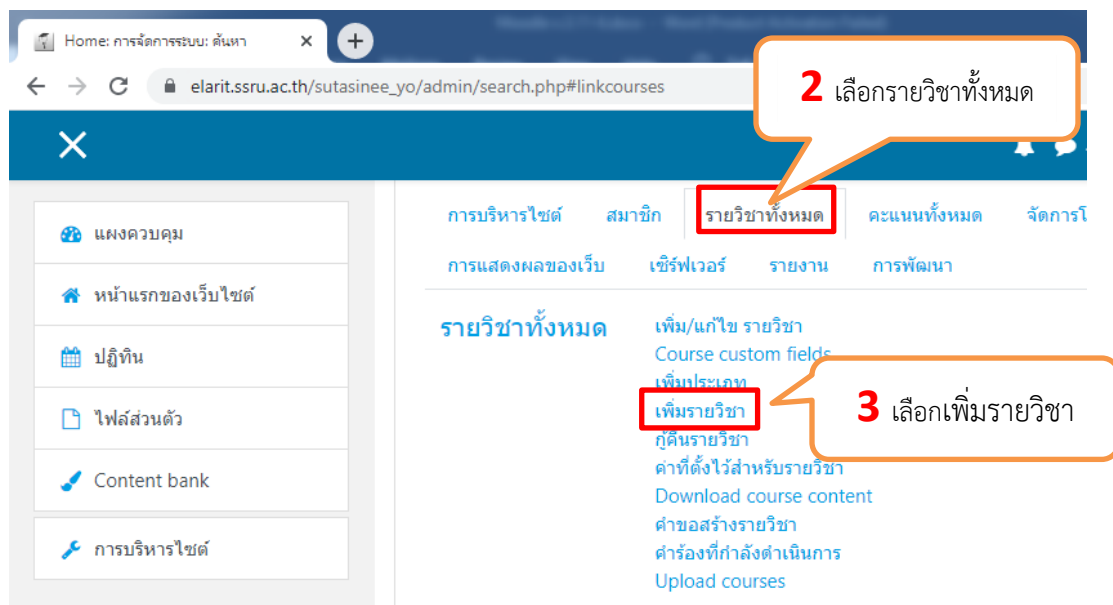 Home: การจัดการระบบ: ค้นหา
elarit.ssru.ac.th/sutasinee_yo/admin/search.php#linkcourses
2 เลือกรายวิชาทั้งหมด
การบริหารไซต์ สมาชิก รายวิชาทั้งหมด คะแนนทั้งหมด จัดการโ
การแสดงผลของเว็บ เซิร์ฟเวอร์ รายงาน การพัฒนา
แผงควบคุม
หน้าแรกของเว็บไซต์
ปฏิทิน
ไฟล์ส่วนตัว
Content bank
การบริหารไซต์
รายวิชาทั้งหมด
เพิ่ม/แก้ไข รายวิชา
Course custom fields
เพิ่มประเภท
เพิ่มรายวิชา
กู้คืนรายวิชา
ค่าที่ตั้งไว้สำหรับรายวิชา
Download course content
คำขอสร้างรายวิชา
คำร้องที่กำลังดำเนินการ
Upload courses
3 เลือกเพิ่มรายวิชา